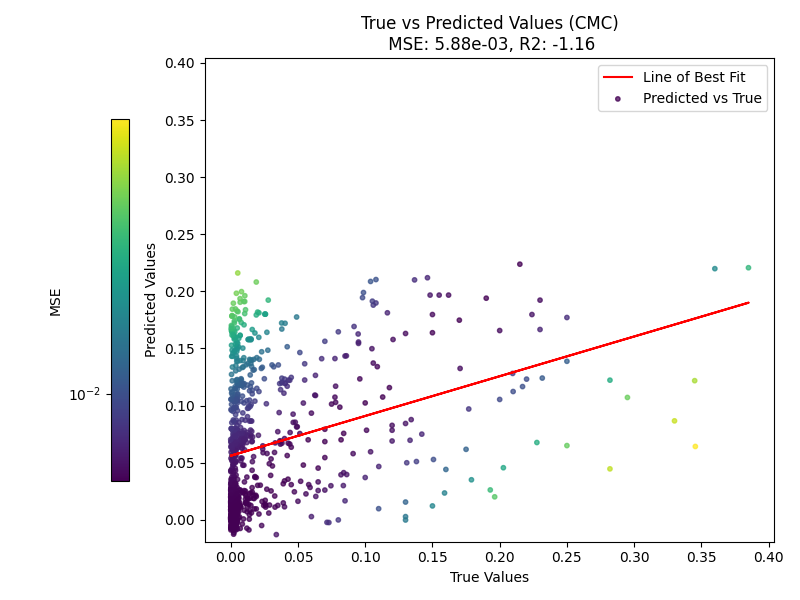 True vs Predicted Values (CMC)
MSE: 5.88e-03, R2: -1.16
Line of Best Fit
Predicted vs True
MSE
10⁻²
Predicted Values
0.40
0.35
0.30
0.25
0.20
0.15
0.10
0.05
0.00
0.00 0.05 0.10 0.15 0.20 0.25 0.30 0.35 0.40
True Values